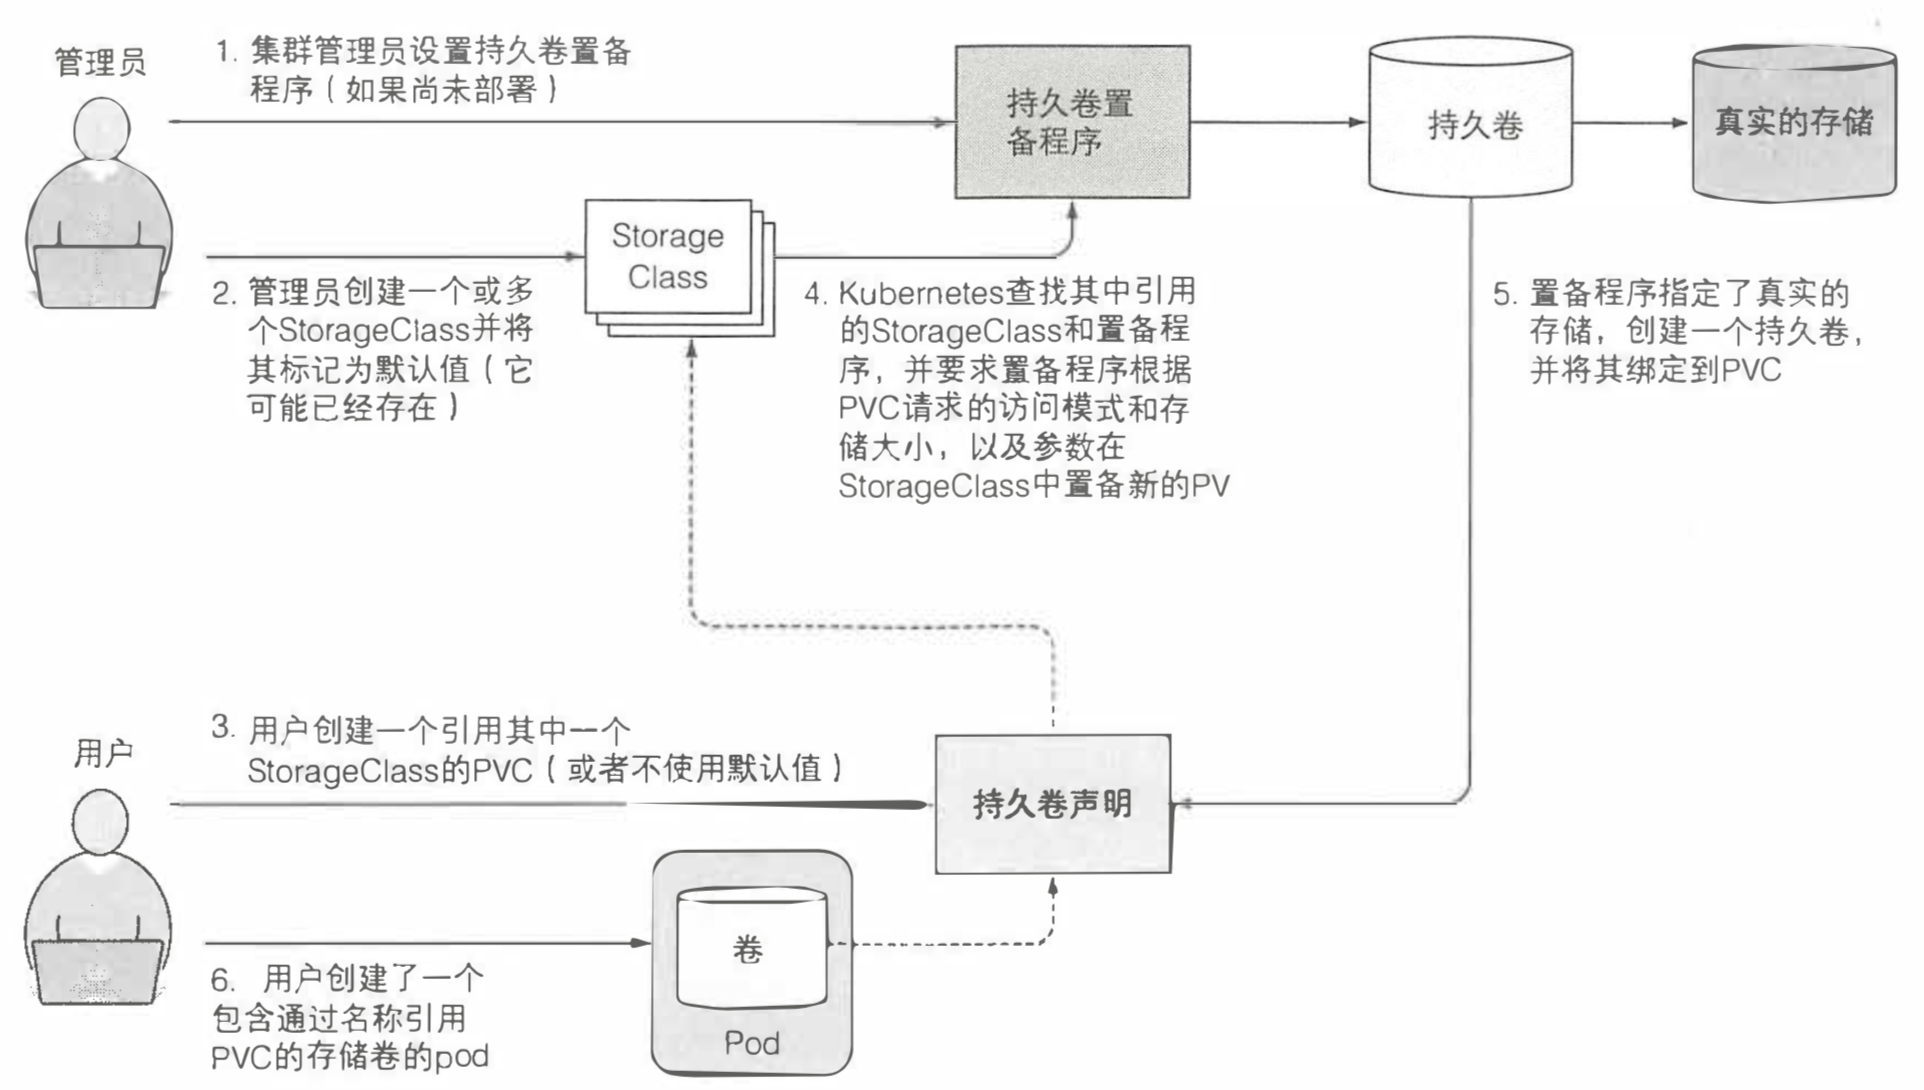 管理员
1. 集群管理员设置持久卷置备
程序（如果尚未部署）
持久卷置
备程序
持久卷
真实的存储
Storage
Class
2. 管理员创建一个或多
个StorageClass并将
其标记为默认值（它
可能已经存在）
4. Kubernetes查找其中引用
的StorageClass和置备程
序，并要求置备程序根据
PVC请求的访问模式和存
储大小，以及参数在
StorageClass中置备新的PV
5. 置备程序指定了真实的
存储，创建一个持久卷，
并将其绑定到PVC
用户
3. 用户创建一个引用其中一个
StorageClass的PVC（或者不使用默认值）
持久卷声明
卷
Pod
6. 用户创建了一个
包含通过名称引用
PVC的存储卷的pod